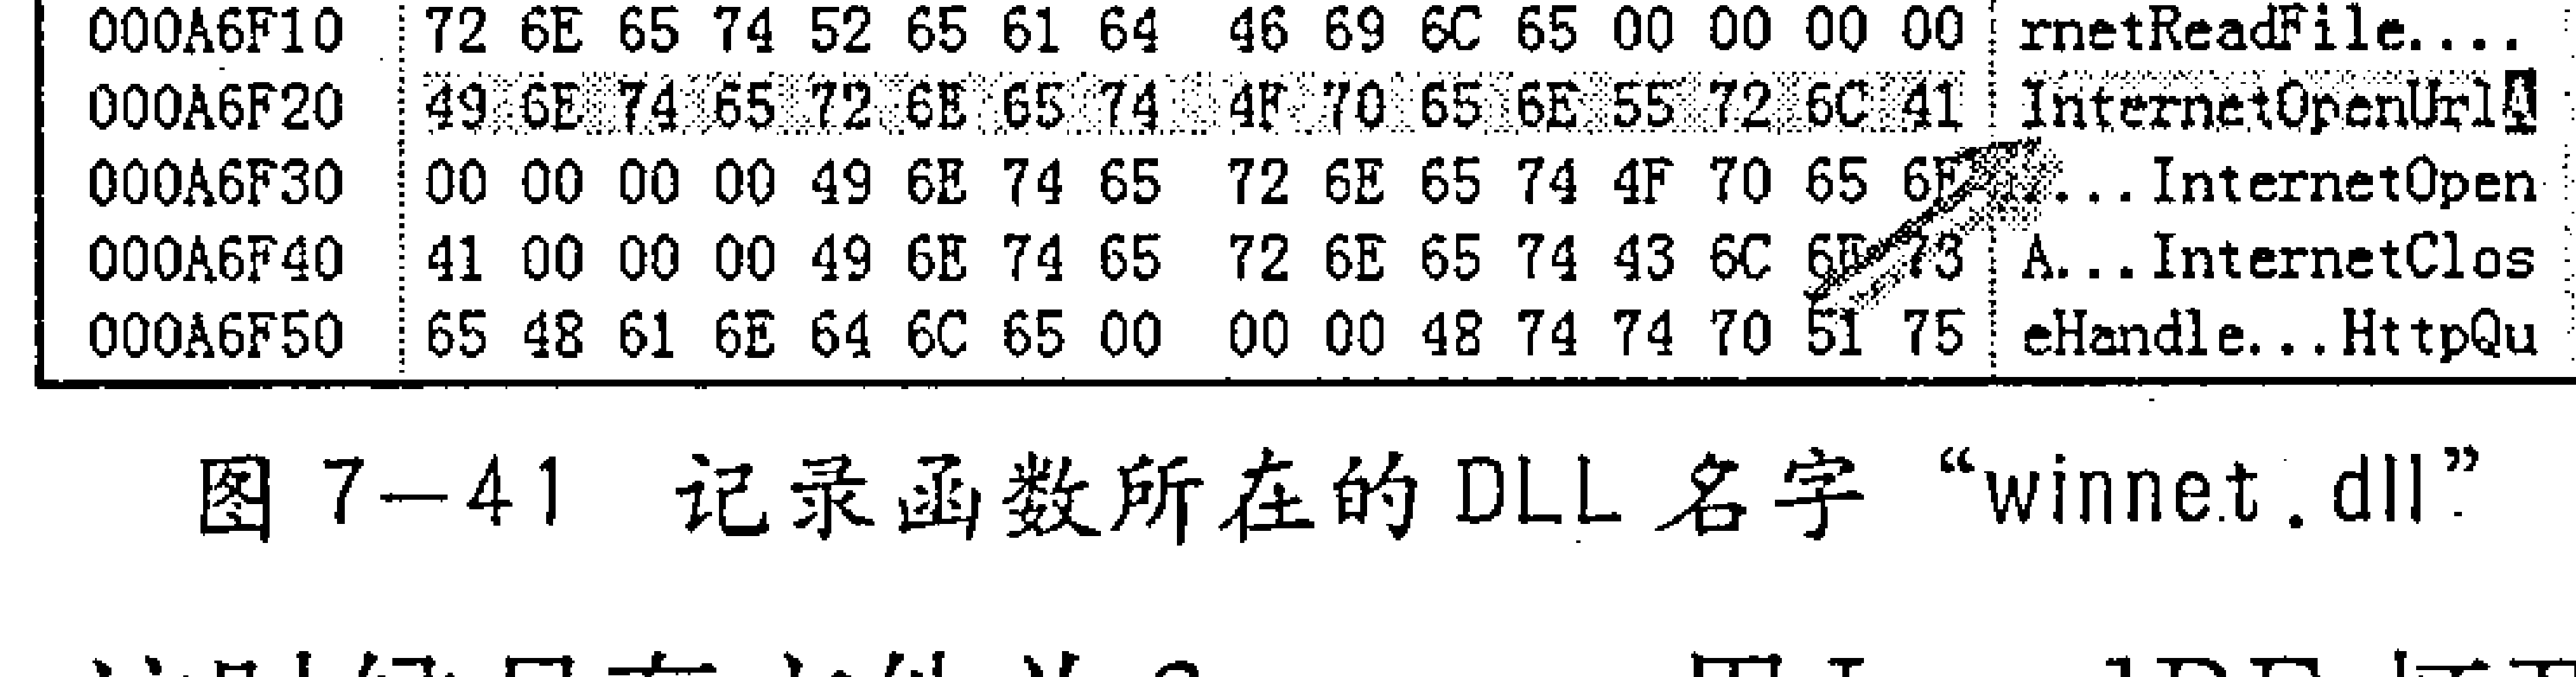 000A6F10 72 6E 65 74 52 65 61 64 46 69 6C 65 00 00 00 00 rnetReadFile....
000A6F20 49 6E 74 65 72 6E 65 74 4F 70 65 6E 55 72 6C 41 InternetOpenUrlA
000A6F30 00 00 00 00 49 6E 74 65 72 6E 65 74 4F 70 65 6E ....InternetOpen
000A6F40 41 00 00 00 49 6E 74 65 72 6E 65 74 43 6C 6F 73 A...InternetClos
000A6F50 65 48 61 6E 64 6C 65 00 00 00 48 74 74 70 51 75 eHandle...HttpQu
图 7-41 记录函数所在的 DLL 名字 “winnet.dll”